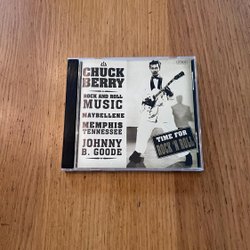 CHUCK
BERRY
ROCK AND ROLL
MUSIC
MAYBELLENE
MEMPHIS
TENNESSEE
JOHNNY
B. GOODE
TIME FOR
ROCK 'N' ROLL